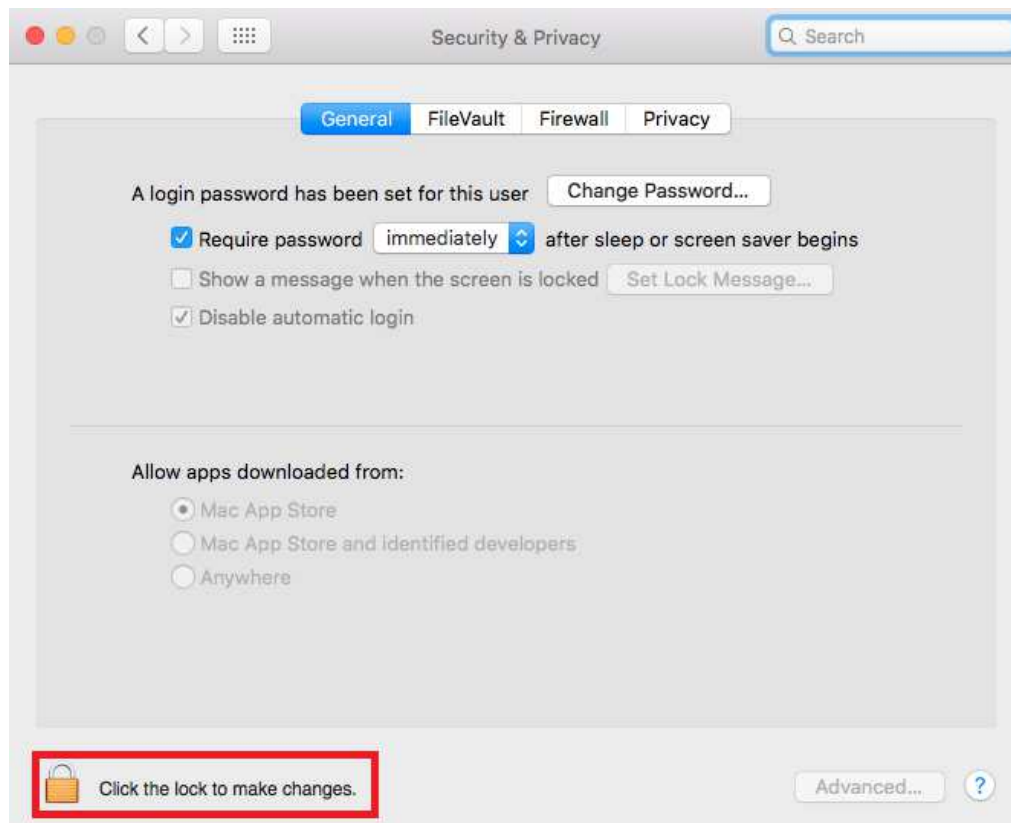 Security & Privacy
Search
General FileVault Firewall Privacy
A login password has been set for this user Change Password...
Require password immediately after sleep or screen saver begins
Show a message when the screen is locked Set Lock Message...
Disable automatic login
Allow apps downloaded from:
Mac App Store
Mac App Store and identified developers
Anywhere
Click the lock to make changes.
Advanced... ?